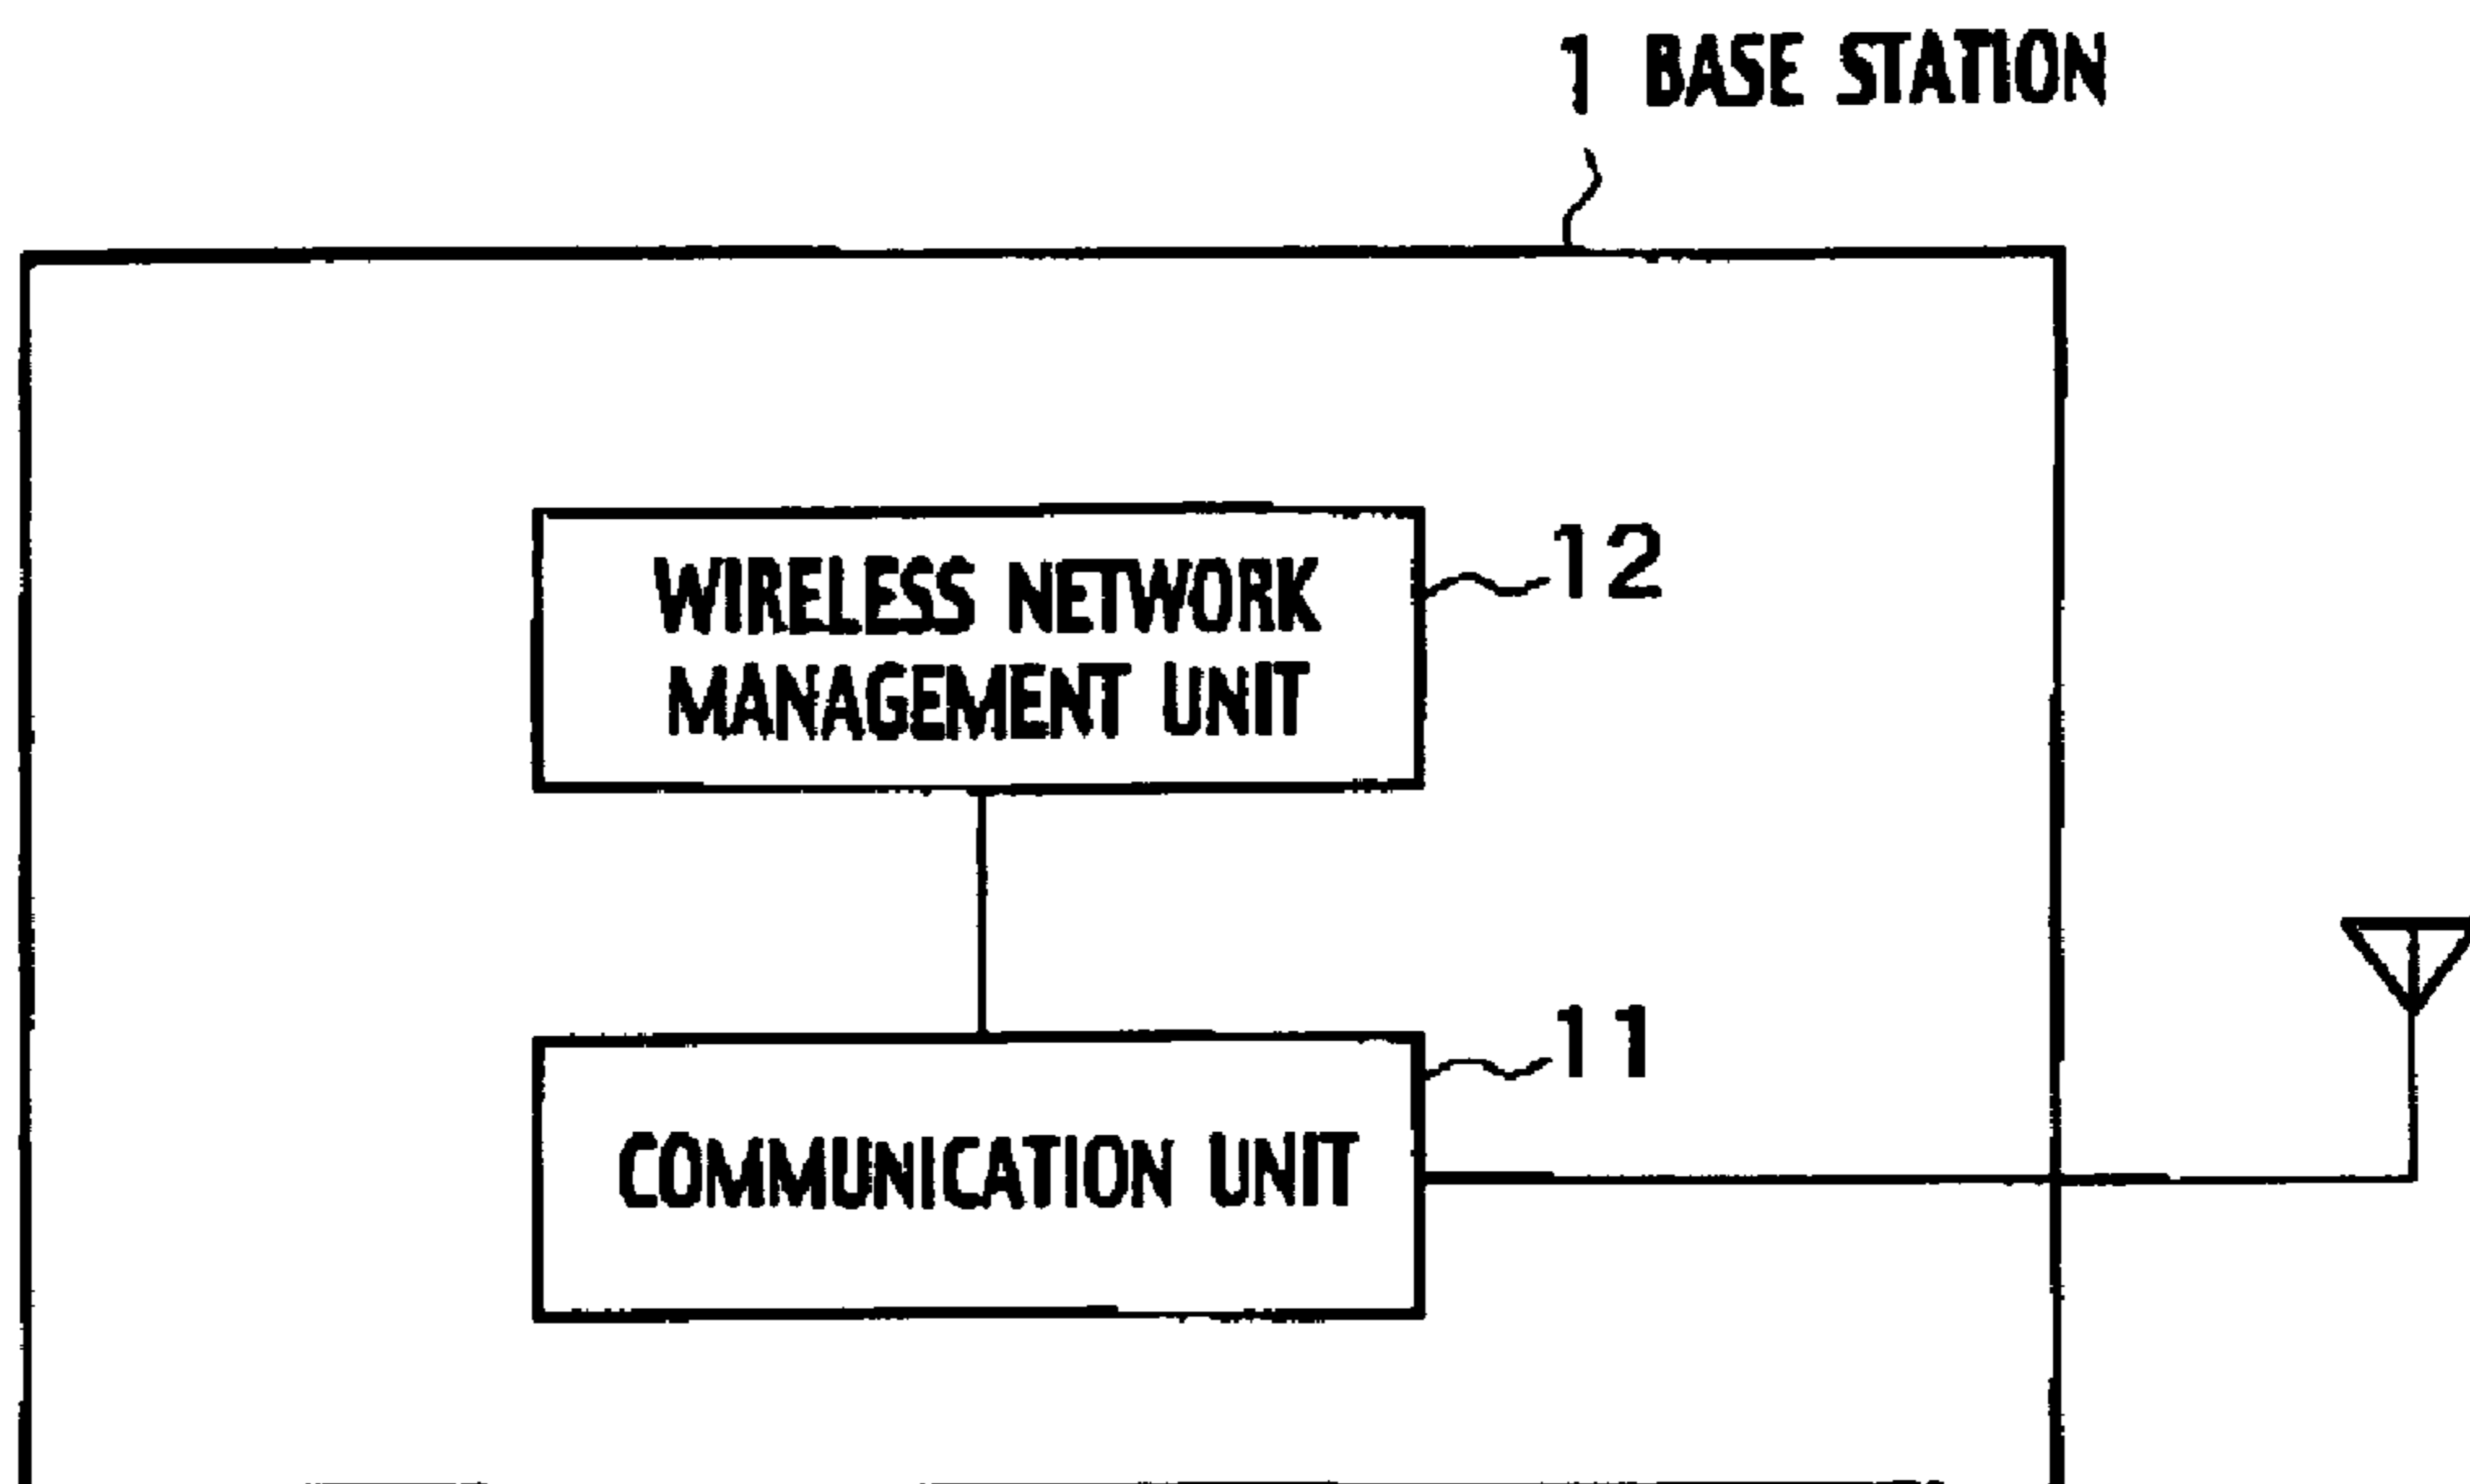 1 BASE STATION
WIRELESS NETWORK
MANAGEMENT UNIT
12
11
COMMUNICATION UNIT